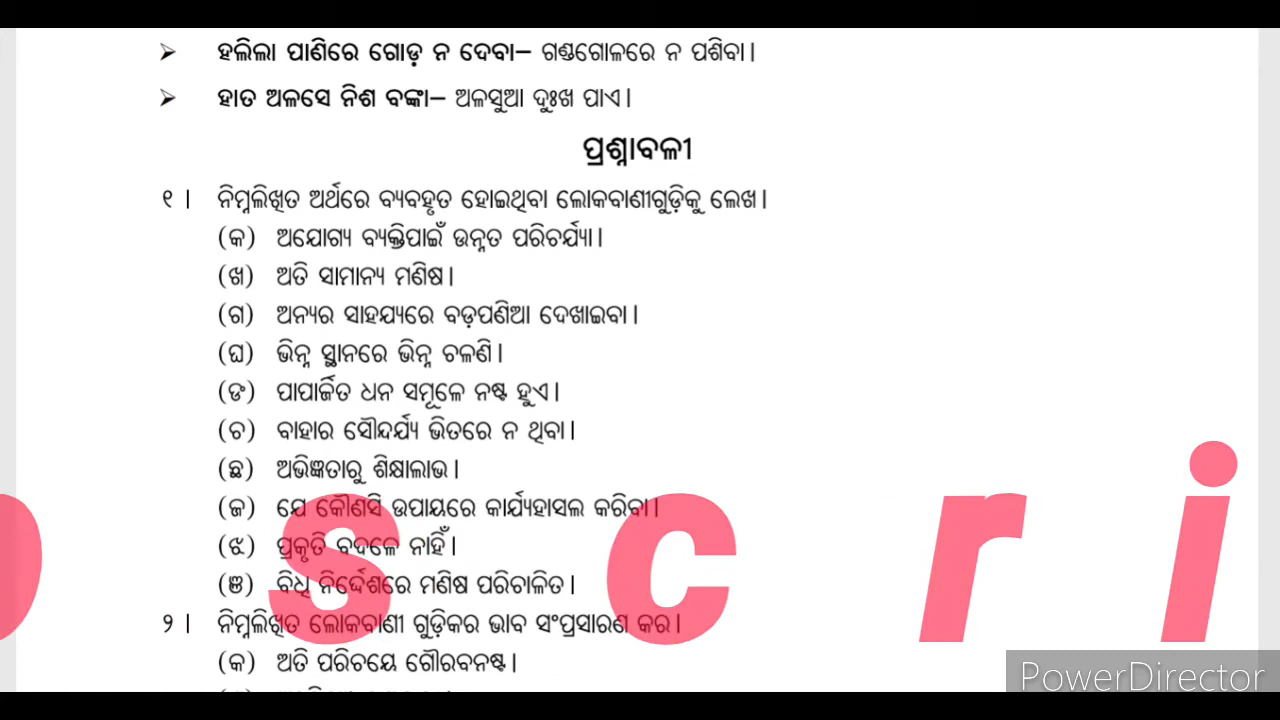 ➢ ହଲିଲା ପାଣିରେ ଗୋଡ଼ ନ ଦେବା– ଗଣ୍ଡଗୋଳରେ ନ ପଶିବା।
➢ ହାତ ଅଳସେ ନିଶ ବଙ୍କା– ଅଳସୁଆ ଦୁଃଖ ପାଏ।
ପ୍ରଶ୍ନାବଳୀ
୧। ନିମ୍ନଲିଖିତ ଅର୍ଥରେ ବ୍ୟବହୃତ ହୋଇଥିବା ଲୋକବାଣୀଗୁଡ଼ିକୁ ଲେଖ।
(କ) ଅଯୋଗ୍ୟ ବ୍ୟକ୍ତିପାଇଁ ଉନ୍ନତ ପରିଚର୍ଯ୍ୟା।
(ଖ) ଅତି ସାମାନ୍ୟ ମଣିଷ।
(ଗ) ଅନ୍ୟର ସାହଯ୍ୟରେ ବଡ଼ପଣିଆ ଦେଖାଇବା।
(ଘ) ଭିନ୍ନ ସ୍ଥାନରେ ଭିନ୍ନ ଚଳଣି।
(ଙ) ପାପାର୍ଜିତ ଧନ ସମୂଳେ ନଷ୍ଟ ହୁଏ।
(ଚ) ବାହାର ସୌନ୍ଦର୍ଯ୍ୟ ଭିତରେ ନ ଥିବା।
(ଛ) ଅଭିଜ୍ଞତାରୁ ଶିକ୍ଷାଲାଭ।
(ଜ) ଯେ କୌଣସି ଉପାୟରେ କାର୍ଯ୍ୟହାସଲ କରିବା।
(ଝ) ପ୍ରକୃତି ବଦଳେ ନାହିଁ।
(ଞ) ବିଧି ନିର୍ଦ୍ଦେଶରେ ମଣିଷ ପରିଚାଳିତ।
୨। ନିମ୍ନଲିଖିତ ଲୋକବାଣୀ ଗୁଡ଼ିକର ଭାବ ସଂପ୍ରସାରଣ କର।
(କ) ଅତି ପରିଚୟେ ଗୌରବନଷ୍ଟ।
s c r i
PowerDirector